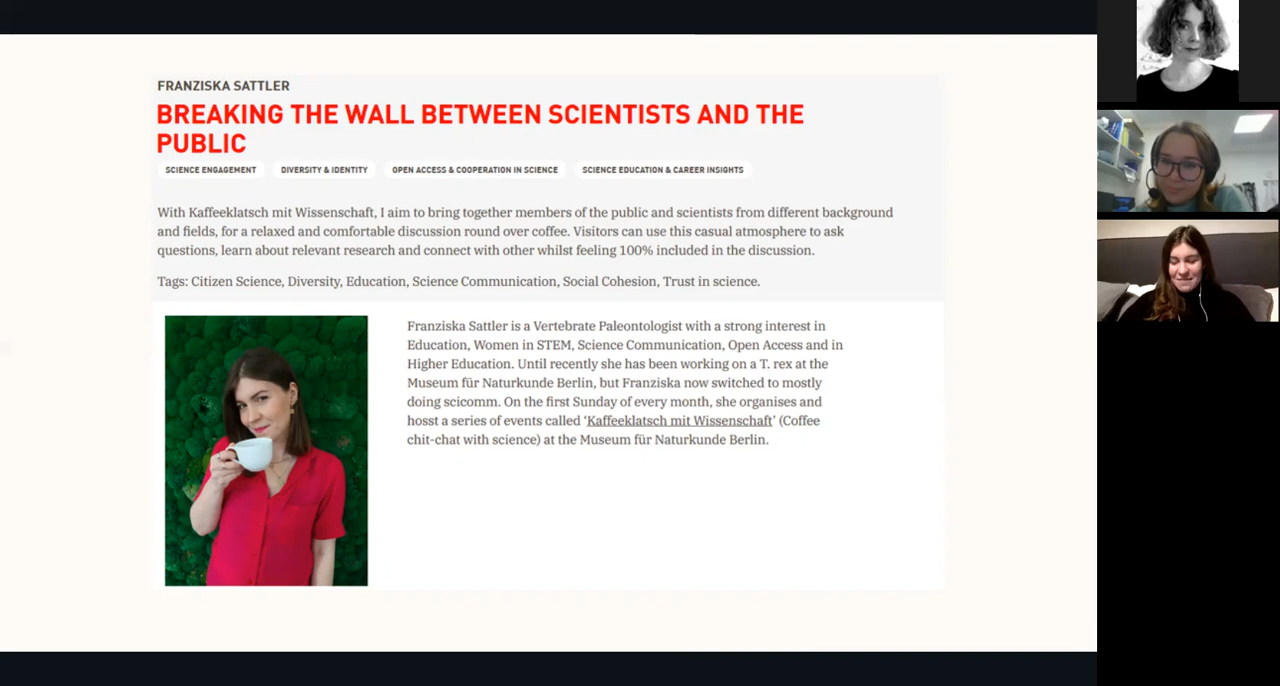 FRANZISKA SATTLER
BREAKING THE WALL BETWEEN SCIENTISTS AND THE
PUBLIC
SCIENCE ENGAGEMENT DIVERSITY & IDENTITY OPEN ACCESS & COOPERATION IN SCIENCE SCIENCE EDUCATION & CAREER INSIGHTS
With Kaffeeklatsch mit Wissenschaft, I aim to bring together members of the public and scientists from different background
and fields, for a relaxed and comfortable discussion round over coffee. Visitors can use this casual atmosphere to ask
questions, learn about relevant research and connect with other whilst feeling 100% included in the discussion.
Tags: Citizen Science, Diversity, Education, Science Communication, Social Cohesion, Trust in science.
Franziska Sattler is a Vertebrate Paleontologist with a strong interest in
Education, Women in STEM, Science Communication, Open Access and in
Higher Education. Until recently she has been working on a T. rex at the
Museum für Naturkunde Berlin, but Franziska now switched to mostly
doing scicomm. On the first Sunday of every month, she organises and
hosst a series of events called ‘Kaffeeklatsch mit Wissenschaft’ (Coffee
chit-chat with science) at the Museum für Naturkunde Berlin.